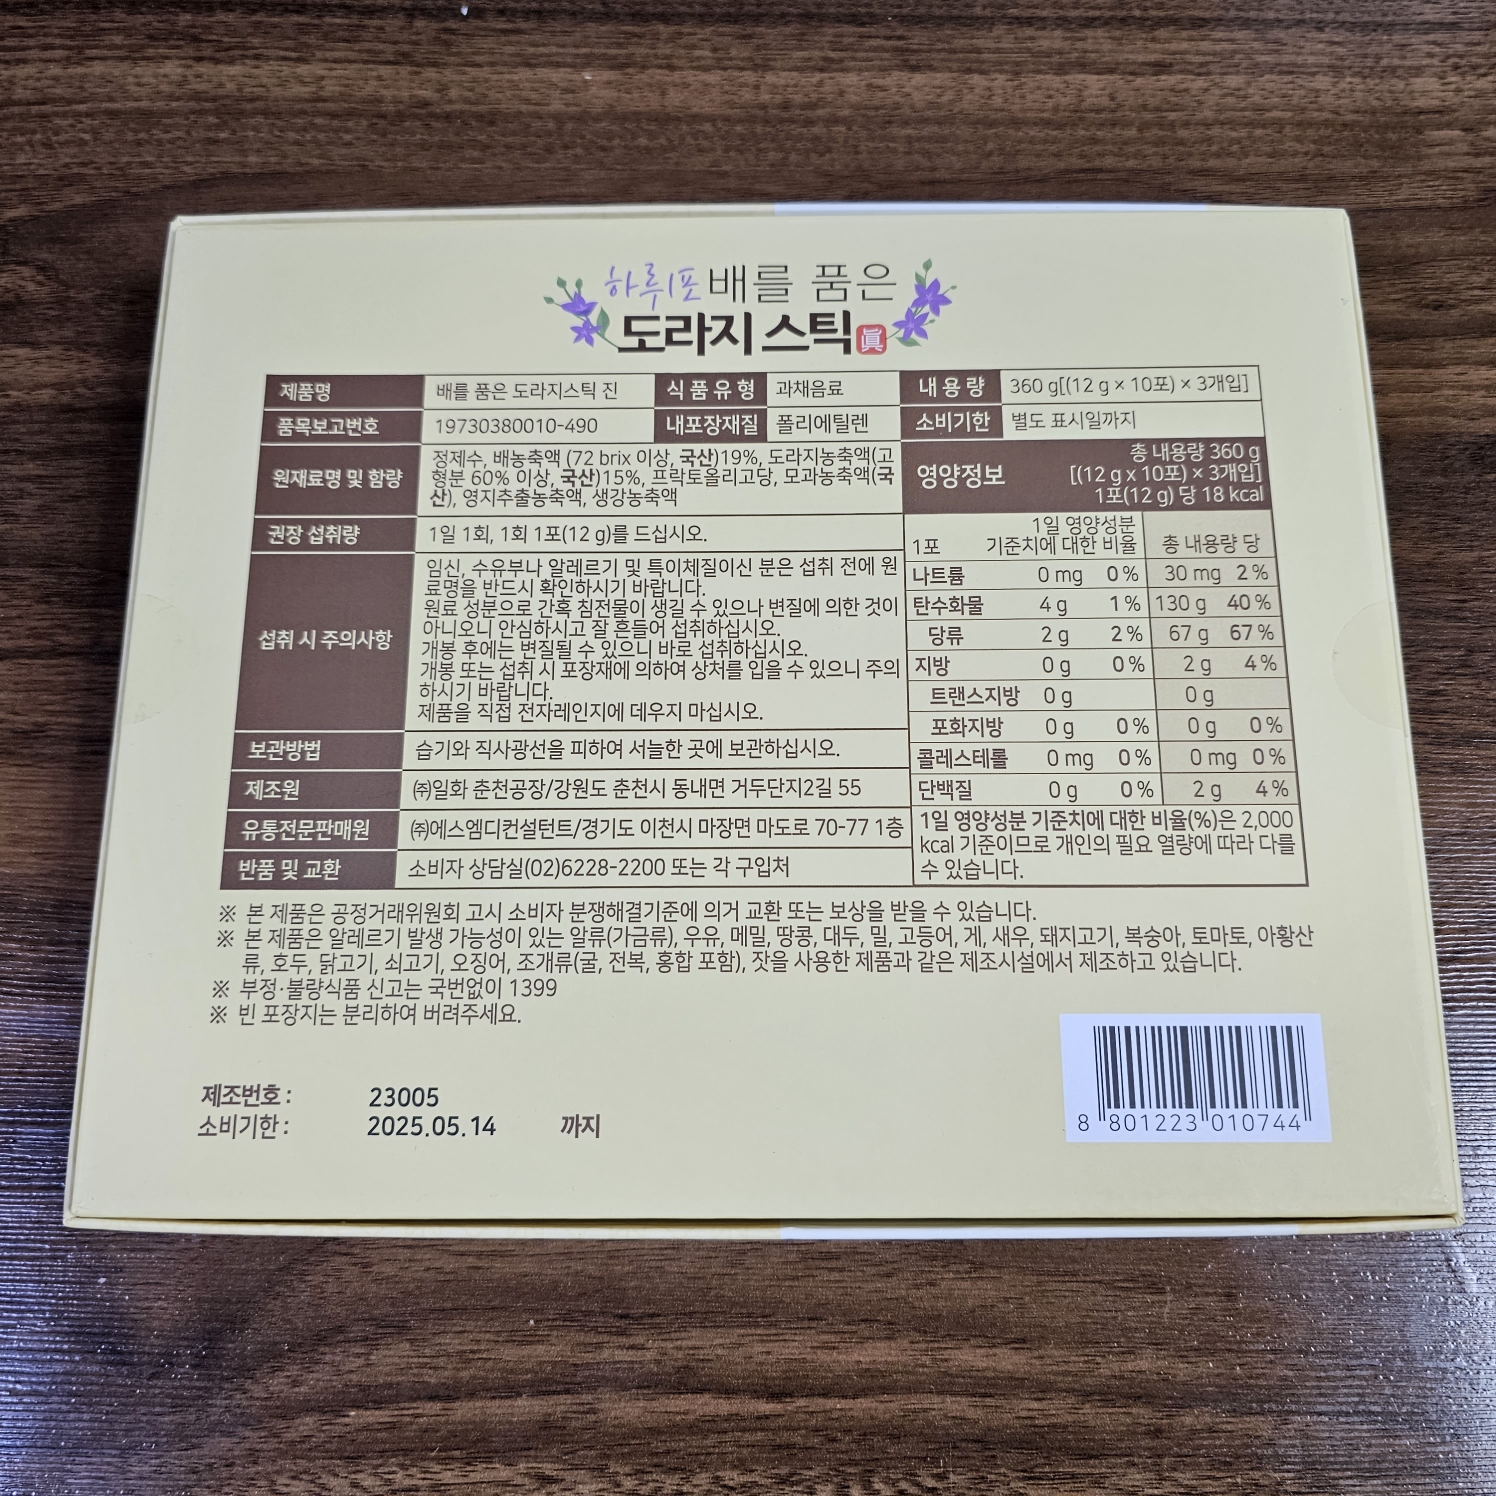 하루1포 배를 품은
도라지 스틱 眞
제품명 배를 품은 도라지스틱 진 식품유형 과채음료 내용량 360 g[(12 g × 10포) × 3개입]
품목보고번호 19730380010-490 내포장재질 폴리에틸렌 소비기한 별도 표시일까지
원재료명 및 함량
정제수, 배농축액 (72 brix 이상, 국산)19%, 도라지농축액(고
형분 60% 이상, 국산)15%, 프락토올리고당, 모과농축액(국
산), 영지추출농축액, 생강농축액
권장 섭취량 1일 1회, 1회 1포(12 g)를 드십시오.
섭취 시 주의사항
임신, 수유부나 알레르기 및 특이체질이신 분은 섭취 전에 원
료명을 반드시 확인하시기 바랍니다.
원료 성분으로 간혹 침전물이 생길 수 있으나 변질에 의한 것이
아니오니 안심하시고 잘 흔들어 섭취하십시오.
개봉 후에는 변질될 수 있으니 바로 섭취하십시오.
개봉 또는 섭취 시 포장재에 의하여 상처를 입을 수 있으니 주의
하시기 바랍니다.
제품을 직접 전자레인지에 데우지 마십시오.
보관방법 습기와 직사광선을 피하여 서늘한 곳에 보관하십시오.
제조원 ㈜일화 춘천공장/강원도 춘천시 동내면 거두단지2길 55
유통전문판매원 ㈜에스엠디컨설턴트/경기도 이천시 마장면 마도로 70-77 1층
반품 및 교환 소비자 상담실(02)6228-2200 또는 각 구입처
영양정보
총 내용량 360 g
[(12 g x 10포) × 3개입]
1포(12 g) 당 18 kcal
1포 1일 영양성분
기준치에 대한 비율 총 내용량 당
나트륨 0 mg 0 % 30 mg 2 %
탄수화물 4 g 1 % 130 g 40 %
당류 2 g 2 % 67 g 67 %
지방 0 g 0 % 2 g 4 %
트랜스지방 0 g 0 g
포화지방 0 g 0 % 0 g 0 %
콜레스테롤 0 mg 0 % 0 mg 0 %
단백질 0 g 0 % 2 g 4 %
1일 영양성분 기준치에 대한 비율(%)은 2,000
kcal 기준이므로 개인의 필요 열량에 따라 다를
수 있습니다.
※ 본 제품은 공정거래위원회 고시 소비자 분쟁해결기준에 의거 교환 또는 보상을 받을 수 있습니다.
※ 본 제품은 알레르기 발생 가능성이 있는 알류(가금류), 우유, 메밀, 땅콩, 대두, 밀, 고등어, 게, 새우, 돼지고기, 복숭아, 토마토, 아황산
류, 호두, 닭고기, 쇠고기, 오징어, 조개류(굴, 전복, 홍합 포함), 잣을 사용한 제품과 같은 제조시설에서 제조하고 있습니다.
※ 부정·불량식품 신고는 국번없이 1399
※ 빈 포장지는 분리하여 버려주세요.
제조번호 : 23005
소비기한 : 2025.05.14 까지
8 801223 010744